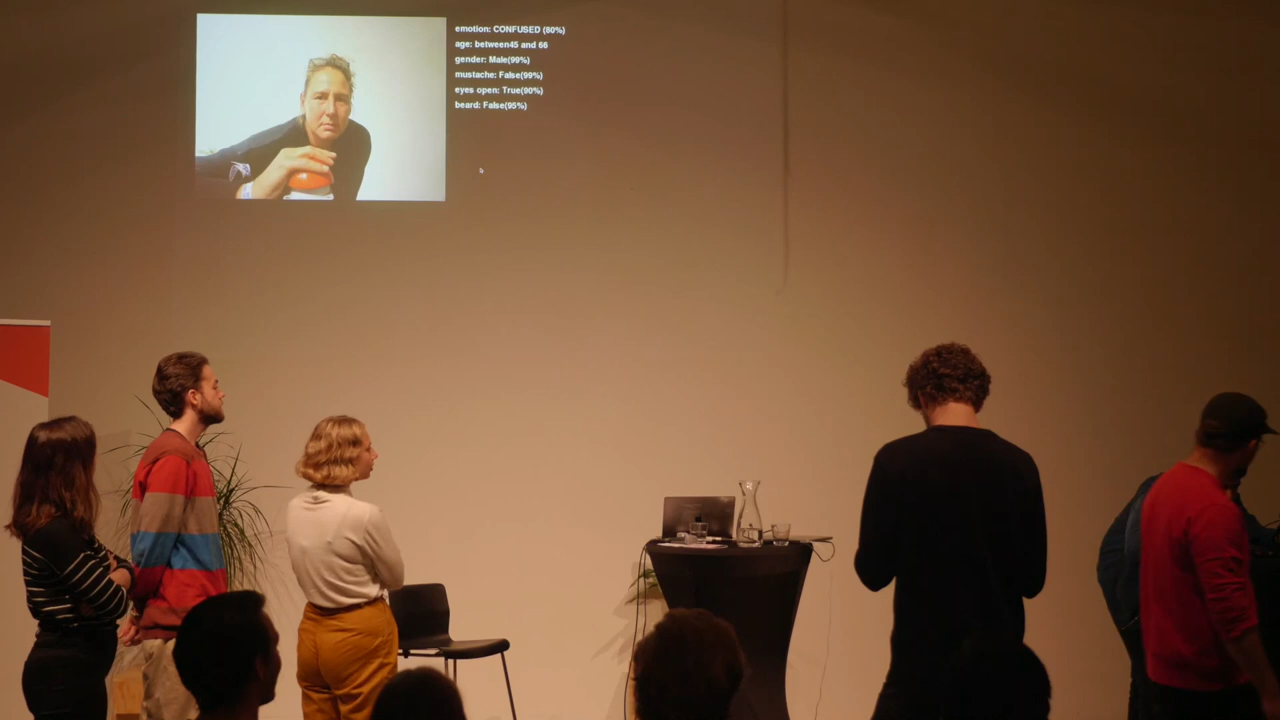 emotion: CONFUSED (80%)
age: between45 and 66
gender: Male(99%)
mustache: False(99%)
eyes open: True(90%)
beard: False(95%)